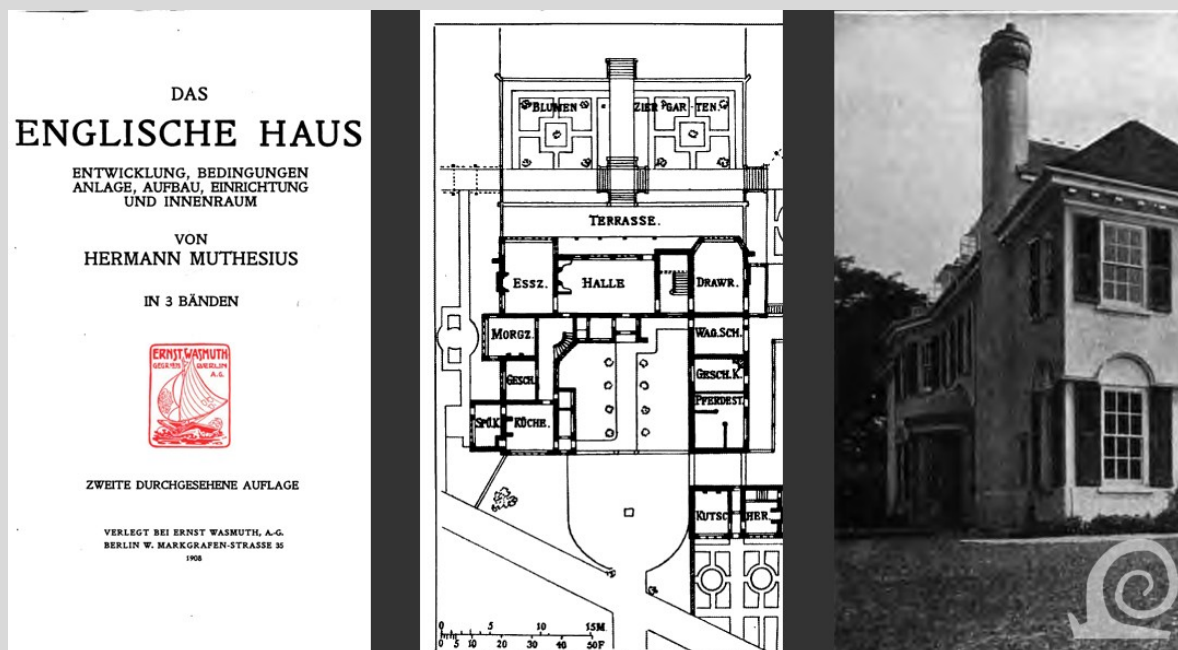 DAS
ENGLISCHE HAUS
ENTWICKLUNG, BEDINGUNGEN
ANLAGE, AUFBAU, EINRICHTUNG
UND INNENRAUM
VON
HERMANN MUTHESIUS
IN 3 BÄNDEN
ERNST WASMUTH
BERLIN
A.G.
ZWEITE DURCHGESEHENE AUFLAGE
VERLEGT BEI ERNST WASMUTH, A.-G.
BERLIN W. MARKGRAFEN-STRASSE 35
1908
BLUMEN - ZIER-GAR-TEN.
TERRASSE.
ESSZ. HALLE DRAWR.
MORGZ. WAG.SCH.
GESCH. GESCH.K.
PFERDEST.
SPÜLK. KÜCHE.
KUTSC HER.
0 5 10 15M.
0 5 10 20 30 40 50F